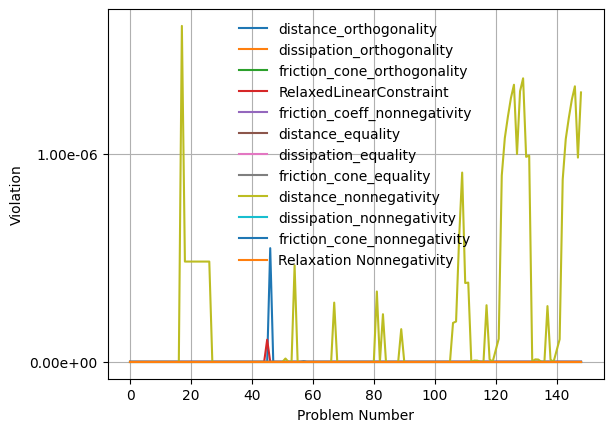 distance_orthogonality
dissipation_orthogonality
friction_cone_orthogonality
RelaxedLinearConstraint
friction_coeff_nonnegativity
distance_equality
dissipation_equality
friction_cone_equality
distance_nonnegativity
dissipation_nonnegativity
friction_cone_nonnegativity
Relaxation Nonnegativity
Violation
1.00e-06
0.00e+00
0 20 40 60 80 100 120 140
Problem Number